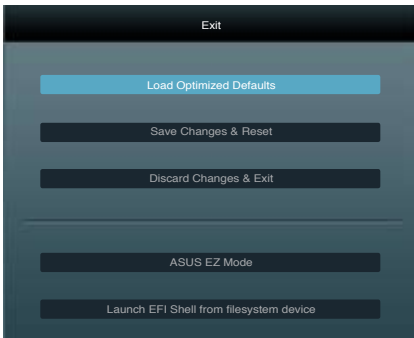 Exit
Load Optimized Defaults
Save Changes & Reset
Discard Changes & Exit
ASUS EZ Mode
Launch EFI Shell from filesystem device